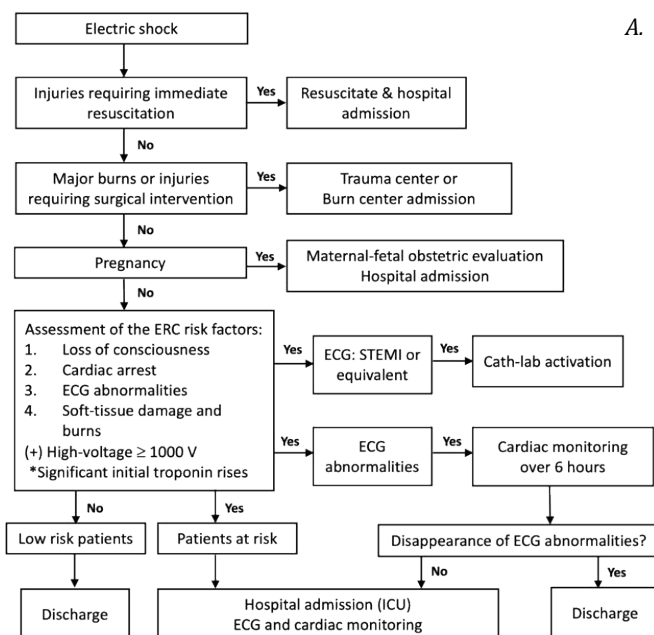 A.
Electric shock
Injuries requiring immediate
resuscitation
Yes
Resuscitate & hospital
admission
No
Major burns or injuries
requiring surgical intervention
Yes
Trauma center or
Burn center admission
No
Pregnancy
Yes
Maternal-fetal obstetric evaluation
Hospital admission
No
Assessment of the ERC risk factors:
1. Loss of consciousness
2. Cardiac arrest
3. ECG abnormalities
4. Soft-tissue damage and
burns
(+) High-voltage ≥ 1000 V
*Significant initial troponin rises
Yes
ECG: STEMI or
equivalent
Yes
Cath-lab activation
Yes
ECG
abnormalities
Yes
Cardiac monitoring
over 6 hours
No
Yes
Low risk patients
Patients at risk
Disappearance of ECG abnormalities?
No
Yes
Discharge
Hospital admission (ICU)
ECG and cardiac monitoring
Discharge